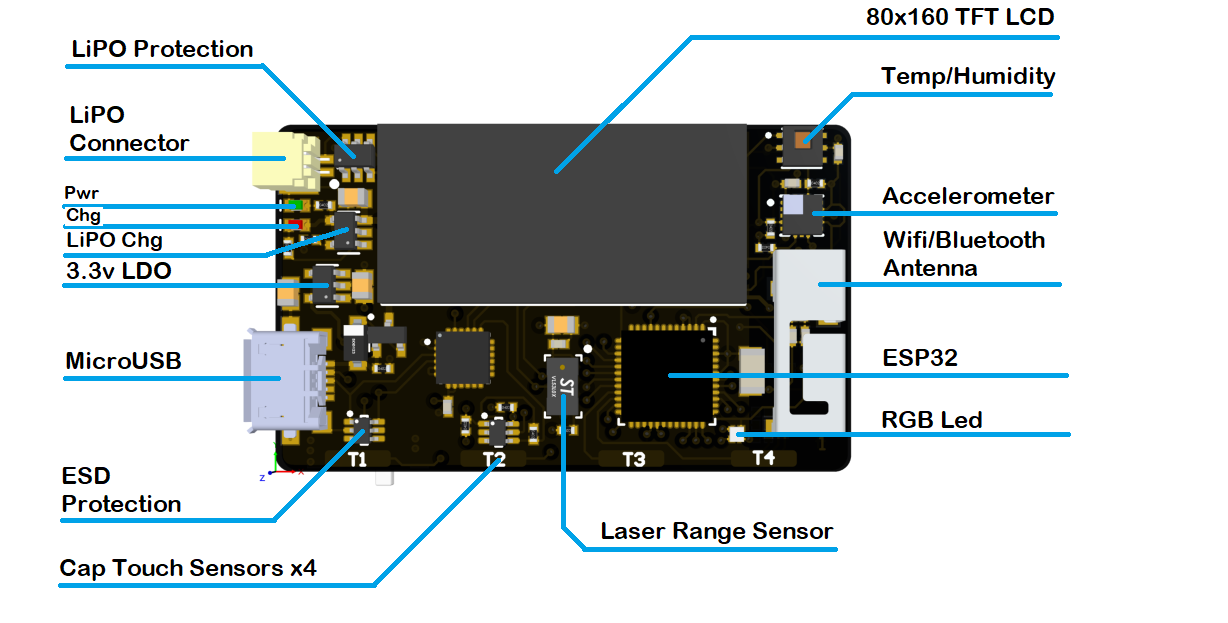 80x160 TFT LCD
LiPO Protection
Temp/Humidity
LiPO
Connector
Pwr
Chg
LiPO Chg
3.3v LDO
Accelerometer
Wifi/Bluetooth
Antenna
MicroUSB
ESP32
ST
RGB Led
T1
T2
T3
T4
ESD
Protection
Laser Range Sensor
Cap Touch Sensors x4
z
x